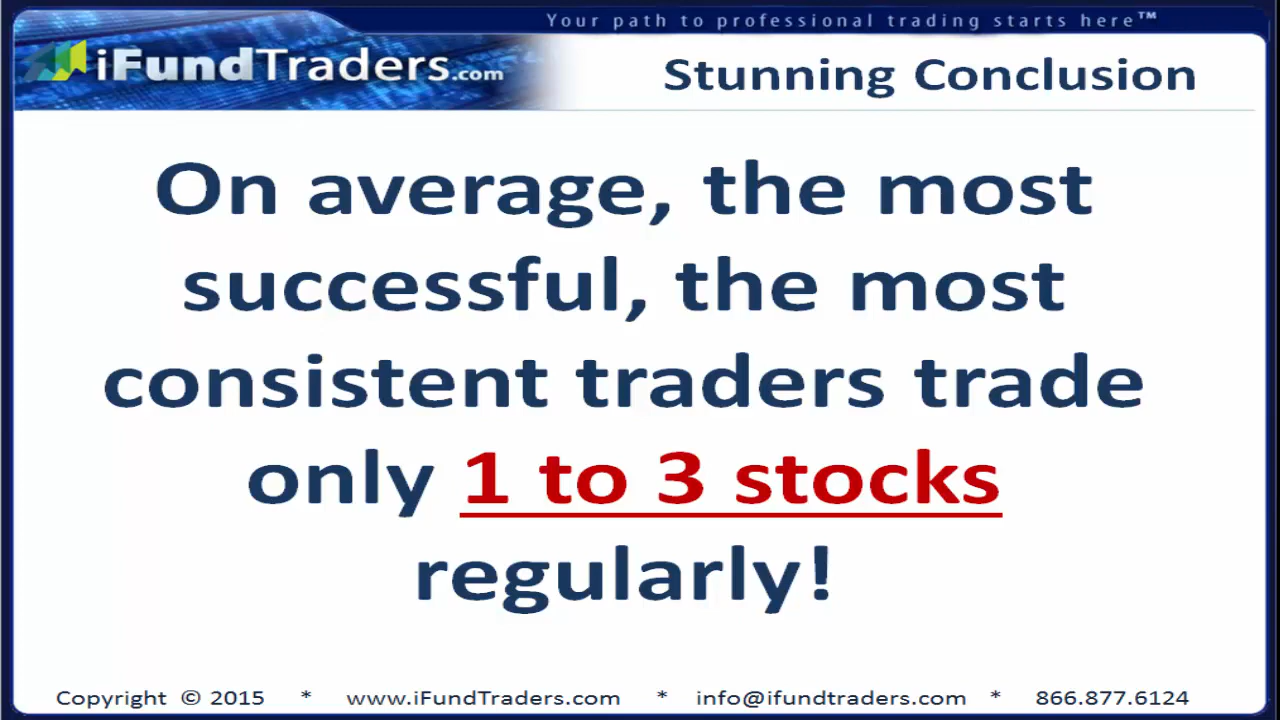 Your path to professional trading starts here™
iFundTraders.com
Stunning Conclusion
On average, the most
successful, the most
consistent traders trade
only 1 to 3 stocks
regularly!
Copyright © 2015 * www.iFundTraders.com * info@ifundtraders.com * 866.877.6124